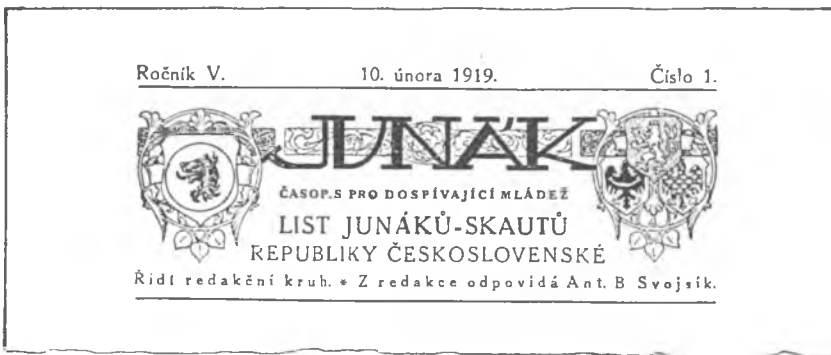 Ročník V. 10. února 1919. Číslo 1.
JUNÁK
ČASOP.S PRO DOSPÍVAJÍCÍ MLÁDEŽ
LIST JUNÁKŮ-SKAUTŮ
REPUBLIKY ČESKOSLOVENSKÉ
Řídí redakční kruh. * Z redakce odpovídá Ant. B Svojsík.